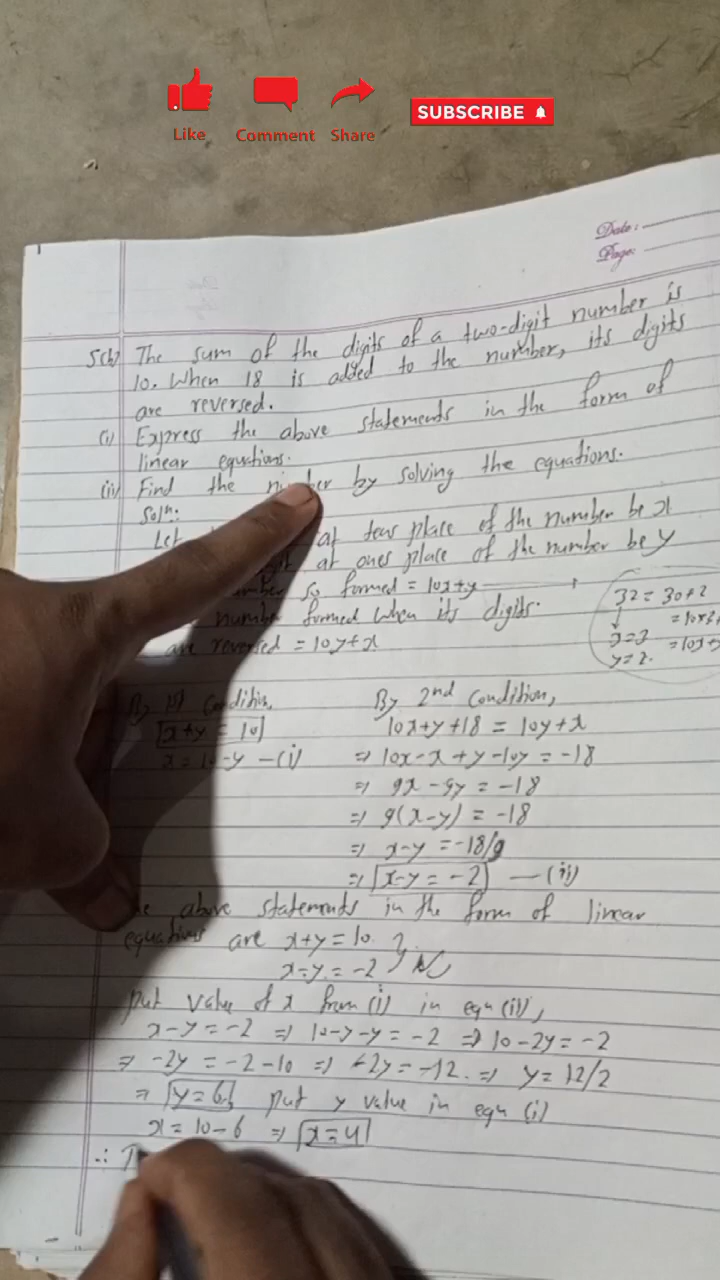 Like Comment Share SUBSCRIBE
Date:
Page:
5(b) The sum of the digits of a two-digit number is
10. When 18 is added to the number, its digits
are reversed.
(i) Express the above statements in the form of
linear equations.
(ii) Find the number by solving the equations.
Soln:
Let at tens place of the number be x
at ones place of the number be y
so formed = 10x+y
number formed when its digits.
are reversed = 10y+x
32 = 30+2
= 10×3+
x=3
= 10x+
y=2.
By 1st Condition,
x+y = 10
x = 10-y - (i)
By 2nd Condition,
10x+y+18 = 10y+x
⇒ 10x-x+y-10y = -18
⇒ 9x-9y = -18
⇒ 9(x-y) = -18
⇒ x-y = -18/9
⇒ x-y = -2 - (ii)
above statements in the form of linear
equations are x+y=10
x-y=-2
put value of x from (i) in eqn (ii),
x-y=-2 ⇒ 10-y-y=-2 ⇒ 10-2y=-2
⇒ -2y = -2-10 ⇒ -2y=-12. ⇒ y=12/2
⇒ y=6 put y value in eqn (i)
x = 10-6 ⇒ x=4
∴ T